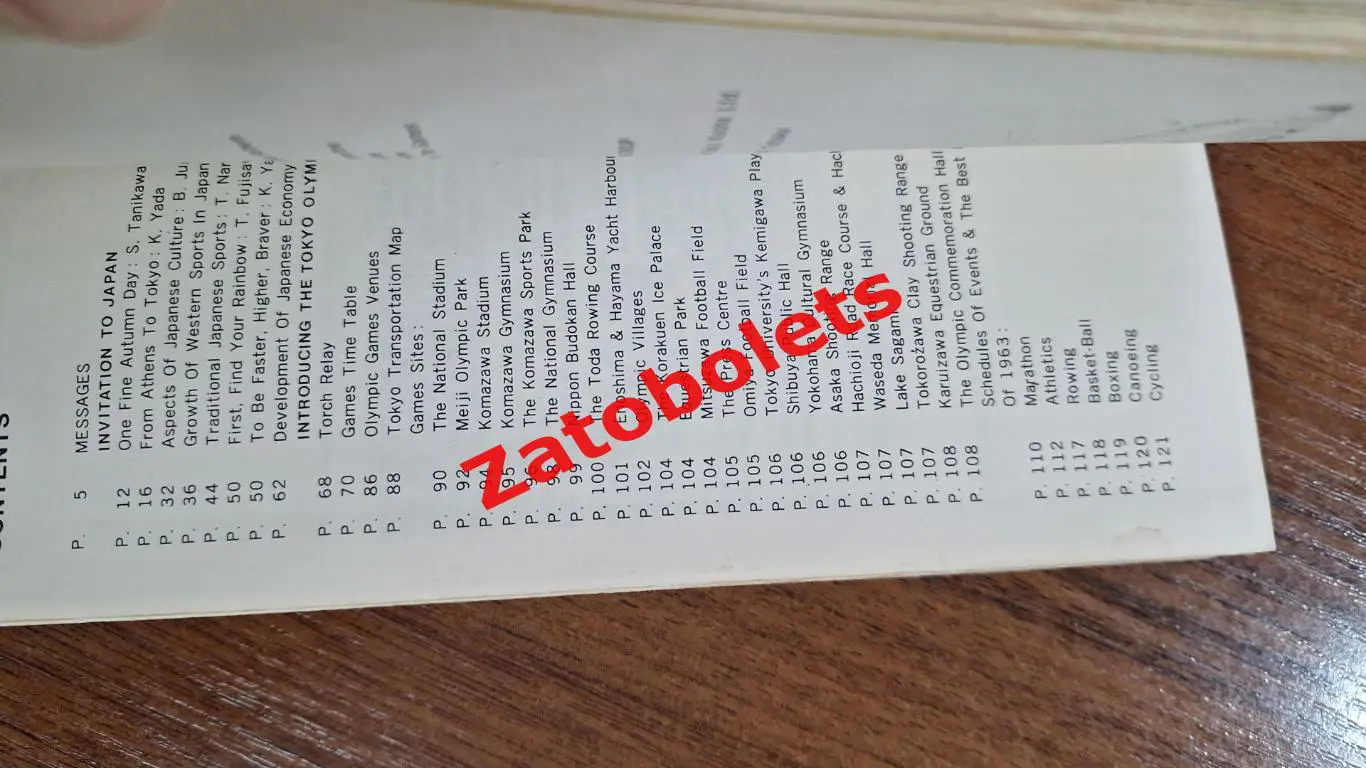 CONTENTS
P. 5 MESSAGES
INVITATION TO JAPAN
P. 12 One Fine Autumn Day : S. Tanikawa
P. 16 From Athens To Tokyo : K. Yada
P. 32 Aspects Of Japanese Culture : B.
P. 36 Growth Of Western Sports In Japan
P. 44 Traditional Japanese Sports : T.
P. 50 First, Find Your Rainbow : T.
P. 50 To Be Faster, Higher, Braver : K.
P. 62 Development Of Japanese Economy
INTRODUCING THE TOKYO
P. 68 Torch Relay
P. 70 Games Time Table
P. 86 Olympic Games Venues
P. 88 Tokyo Transportation Map
Games Sites :
P. 90 The National Stadium
P. Meiji Olympic Park
P. 94 Komazawa Stadium
P. 95 Komazawa Gymnasium
P. 96 The Komazawa Sports Park
P. 98 The National Gymnasium
P. 99 Nippon Budokan Hall
P. 100 The Toda Rowing Course
P. 101 Enoshima & Hayama Yacht Harbour
P. 102 Olympic Villages
P. 104 The Korakuen Ice Palace
P. 104 Equestrian Park
P. 104 Mitsuzawa Football Field
P. 105 The Press Centre
P. 105 Omiya Football Field
P. 106 Tokyo University's Kemigawa Play
P. 106 Shibuya Public Hall
P. 106 Yokohama Cultural Gymnasium
P. 106 Asaka Shooting Range
P. 107 Hachioji Road Race Course &
P. 107 Waseda Memorial Hall
P. 107 Lake Sagami
P. 107 Tokorozawa Clay Shooting Range
P. 108 Karuizawa Equestrian Ground
P. 108 The Olympic Commemoration Hall
Schedules Of Events & The Best
Of 1963 :
P. 110 Marathon
P. 112 Athletics
P. 117 Rowing
P. 118 Basket-Ball
P. 119 Boxing
P. 120 Canoeing
P. 121 Cycling
Zatobolets